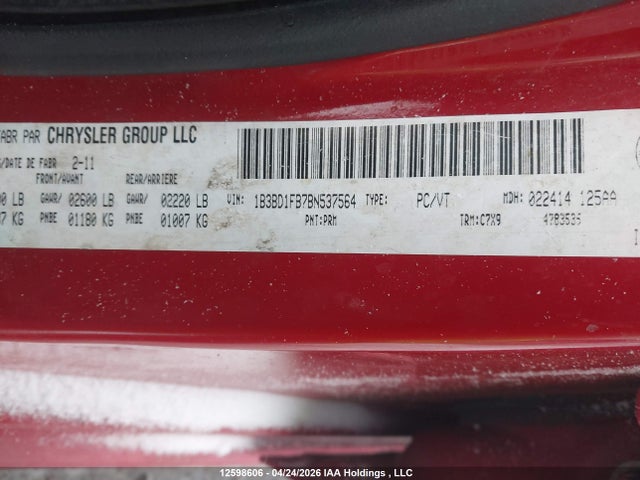 FABR PAR CHRYSLER GROUP LLC
/DATE DE FABR 2-11
FRONT/AVANT REAR/ARRIERE
LB GAWR/ 02600 LB GAWR/ 02220 LB VIN: 1B3BD1FB7BN537564 TYPE: PC/VT MDH: 022414 125AA
KG PNBE 01180 KG PNBE 01007 KG PNT:PRM TRM:C7X9 4783535
12598606 - 04/24/2026 IAA Holdings , LLC